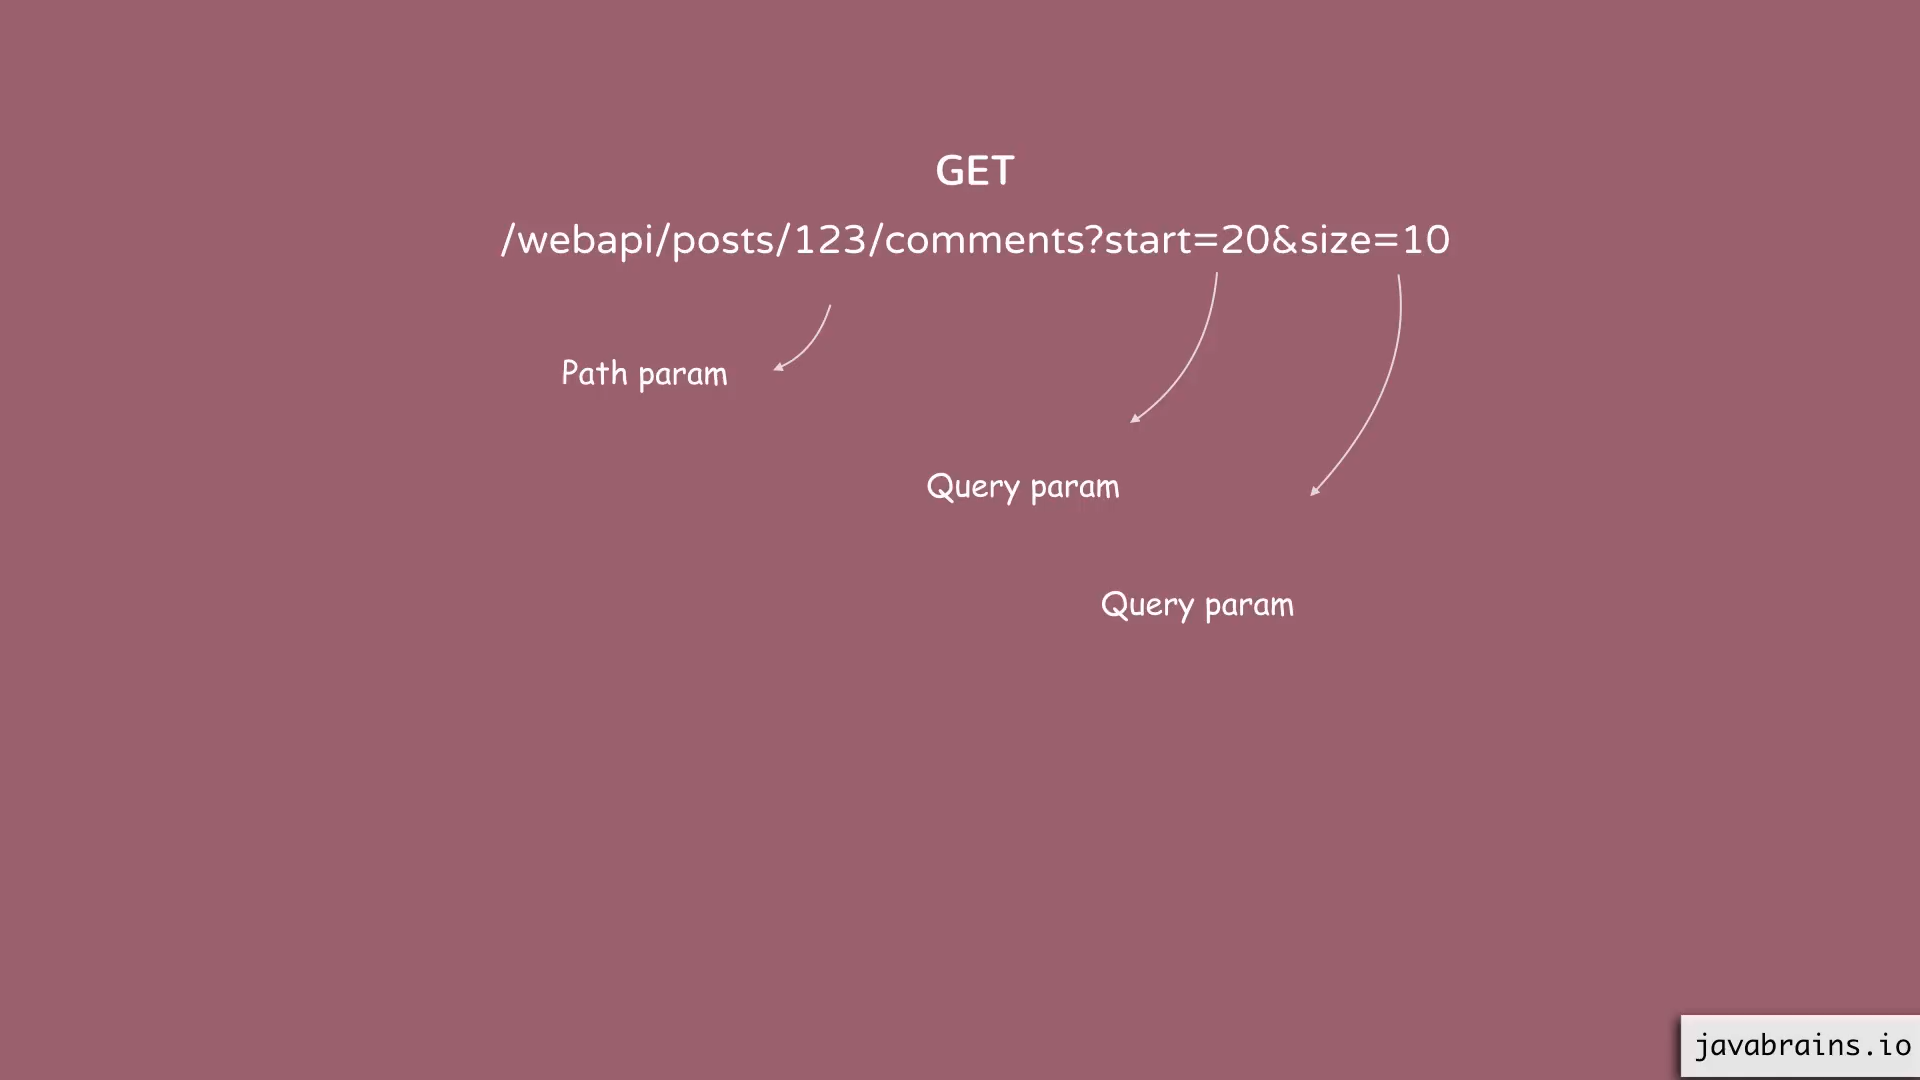 GET
/webapi/posts/123/comments?start=20&size=10
Path param
Query param
Query param
javabrains.io